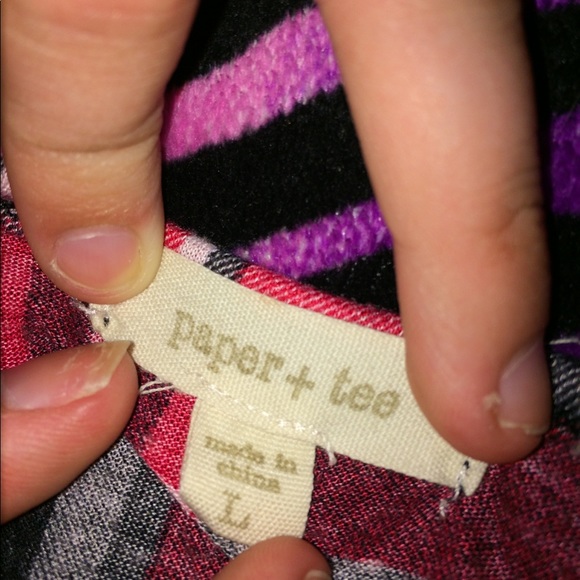 paper + tee
made in
china
L